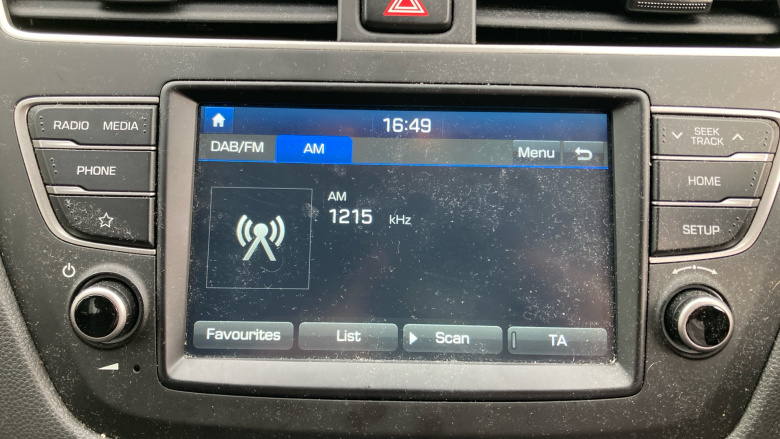 16:49
DAB/FM AM Menu
RADIO MEDIA
PHONE
AM
1215 kHz
SEEK
TRACK
HOME
SETUP
Favourites List Scan TA